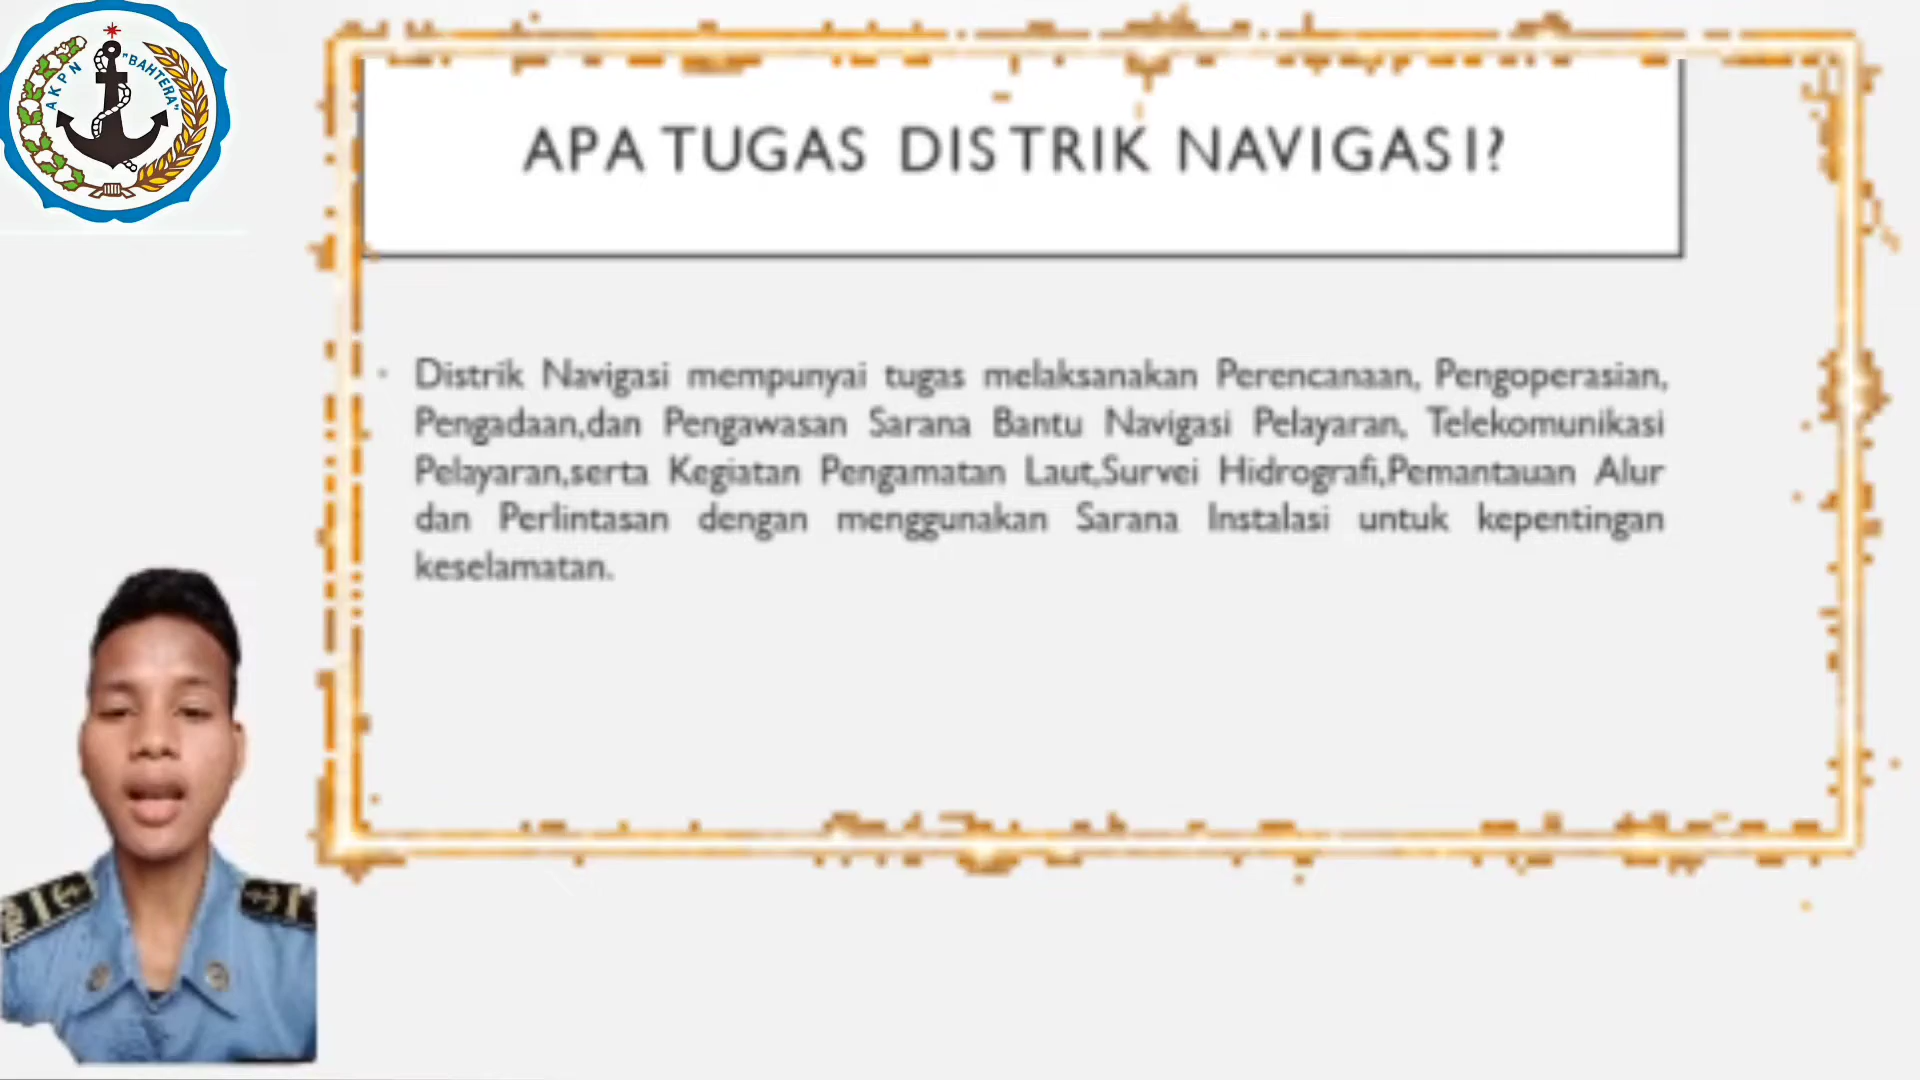 AKPN "BAHTERA"
APA TUGAS DISTRIK NAVIGASI?
• Distrik Navigasi mempunyai tugas melaksanakan Perencanaan, Pengoperasian,
Pengadaan,dan Pengawasan Sarana Bantu Navigasi Pelayaran, Telekomunikasi
Pelayaran,serta Kegiatan Pengamatan Laut,Survei Hidrografi,Pemantauan Alur
dan Perlintasan dengan menggunakan Sarana Instalasi untuk kepentingan
keselamatan.